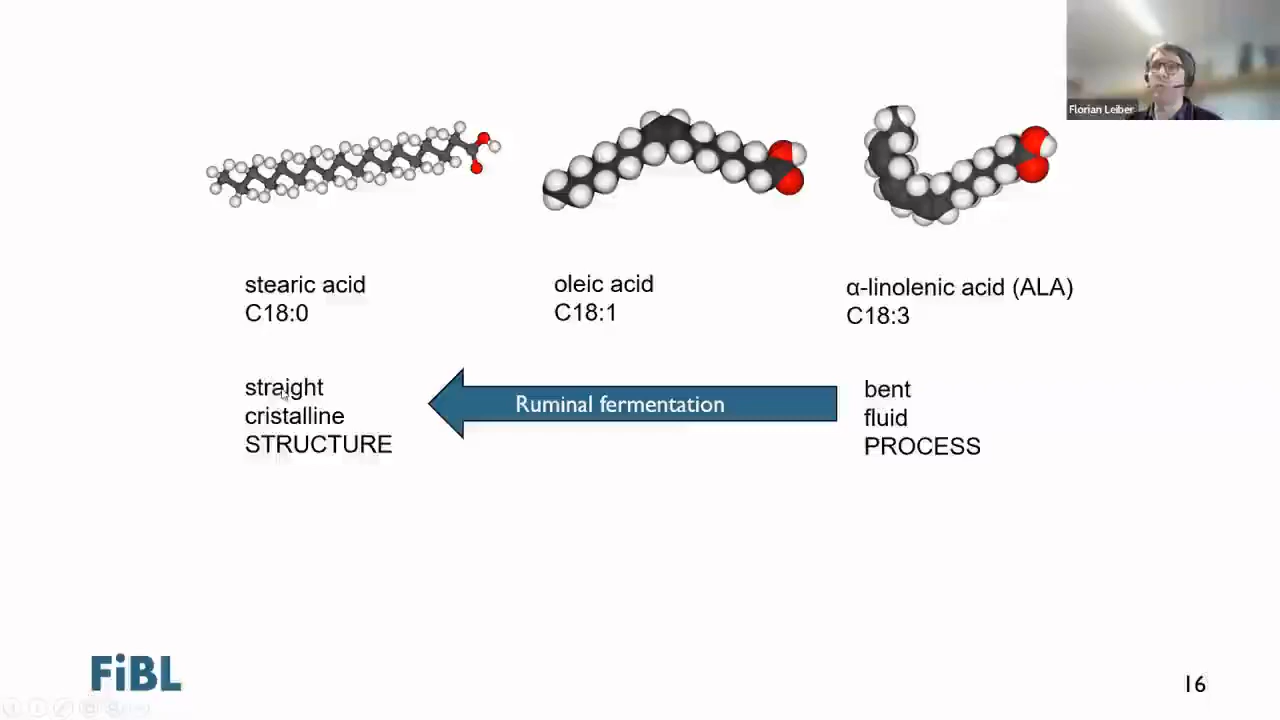 Florian Leiber
stearic acid
C18:0
oleic acid
C18:1
α-linolenic acid (ALA)
C18:3
straight
cristalline
STRUCTURE
Ruminal fermentation
bent
fluid
PROCESS
FiBL
16